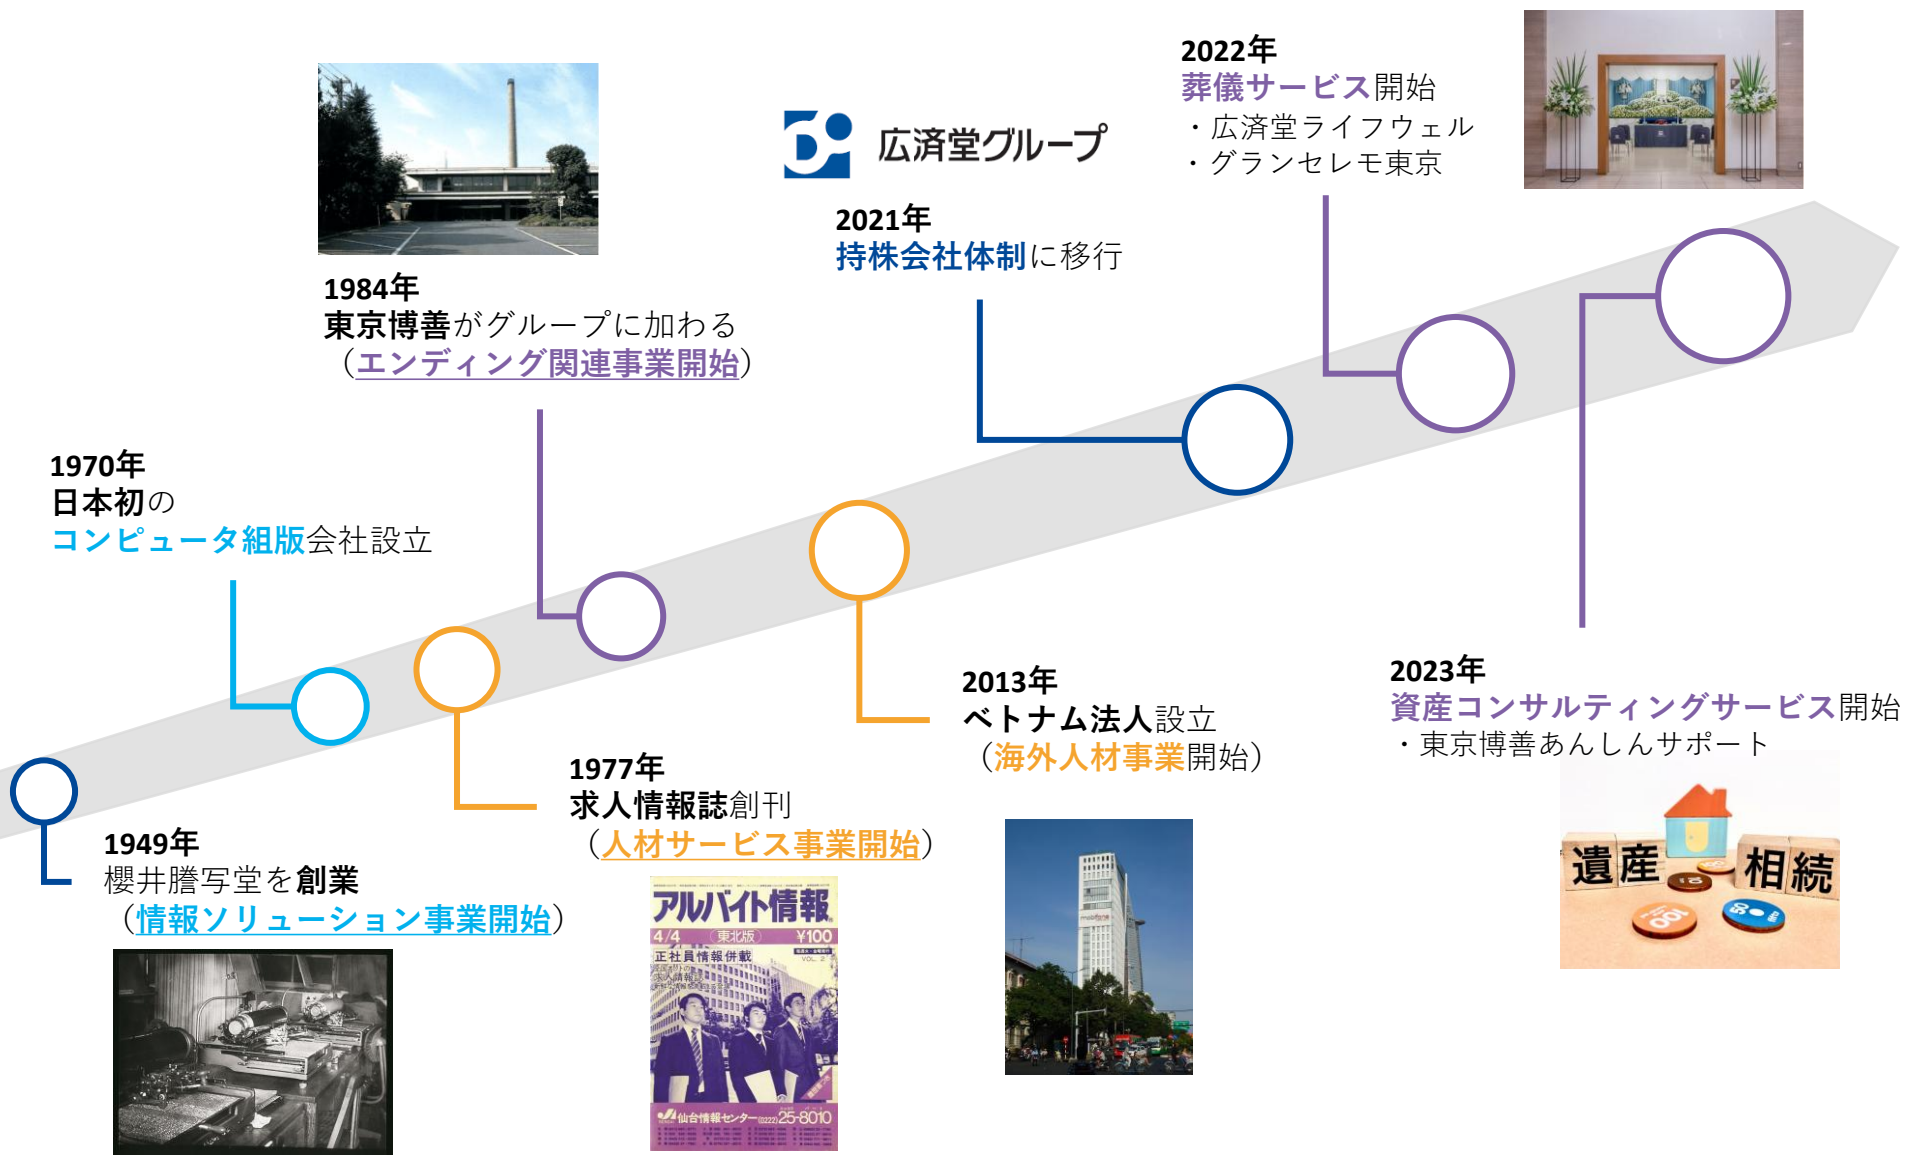 2022年
葬儀サービス開始
・広済堂ライフウェル
・グランセレモ東京
広済堂グループ
2021年
持株会社体制に移行
1984年
東京博善がグループに加わる
（エンディング関連事業開始）
1970年
日本初の
コンピュータ組版会社設立
2023年
資産コンサルティングサービス開始
・東京博善あんしんサポート
遺産
相続
100
50
2013年
ベトナム法人設立
（海外人材事業開始）
mobifone
1977年
求人情報誌創刊
（人材サービス事業開始）
アルバイト情報
4/4
（東北版）
¥100
正社員情報併載
VOL. 2
仙台情報センター(0222)25-8010
1949年
櫻井謄写堂を創業
（情報ソリューション事業開始）